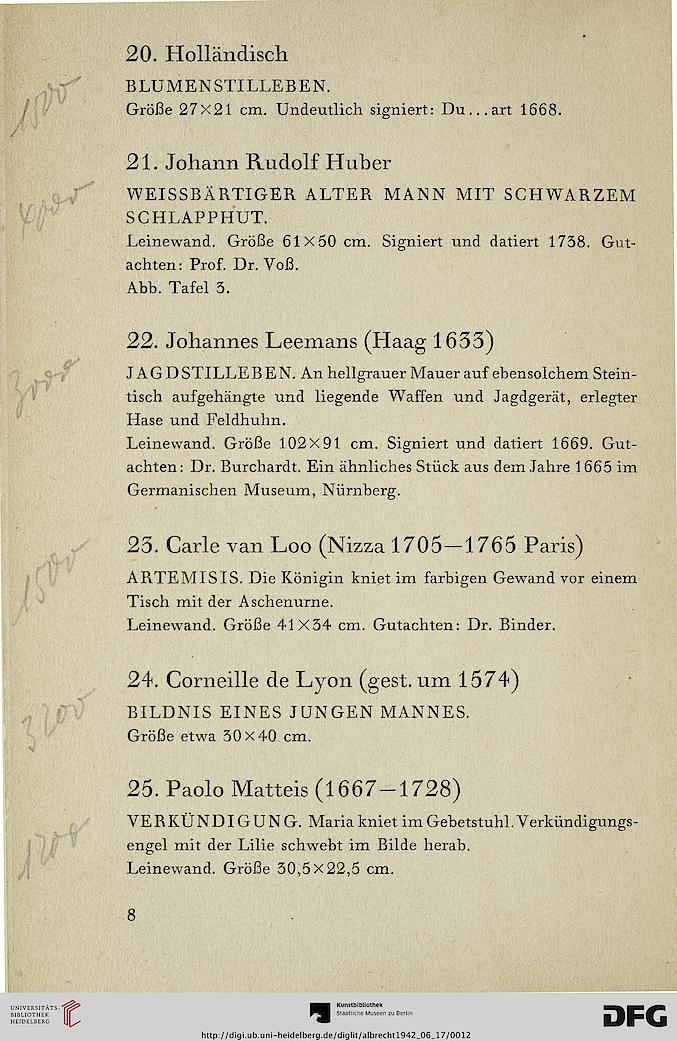 20. Holländisch
1500
BLUMENSTILLEBEN.
Größe 27×21 cm. Undeutlich signiert: Du...art 1668.
21. Johann Rudolf Huber
4000
WEISSBÄRTIGER ALTER MANN MIT SCHWARZEM
SCHLAPPHUT.
Leinewand. Größe 61×50 cm. Signiert und datiert 1738. Gut-
achten: Prof. Dr. Voß.
Abb. Tafel 3.
22. Johannes Leemans (Haag 1633)
3000
JAGDSTILLEBEN. An hellgrauer Mauer auf ebensolchem Stein-
tisch aufgehängte und liegende Waffen und Jagdgerät, erlegter
Hase und Feldhuhn.
Leinewand. Größe 102×91 cm. Signiert und datiert 1669. Gut-
achten: Dr. Burchardt. Ein ähnliches Stück aus dem Jahre 1665 im
Germanischen Museum, Nürnberg.
23. Carle van Loo (Nizza 1705—1765 Paris)
1500
ARTEMISIS. Die Königin kniet im farbigen Gewand vor einem
Tisch mit der Aschenurne.
Leinewand. Größe 41×34 cm. Gutachten: Dr. Binder.
24. Corneille de Lyon (gest. um 1574)
3200
BILDNIS EINES JUNGEN MANNES.
Größe etwa 30×40 cm.
25. Paolo Matteis (1667—1728)
1200
VERKÜNDIGUNG. Maria kniet im Gebetstuhl. Verkündigungs-
engel mit der Lilie schwebt im Bilde herab.
Leinewand. Größe 30,5×22,5 cm.
8
UNIVERSITÄTS-
BIBLIOTHEK
HEIDELBERG
Kunstbibliothek
Staatliche Museen zu Berlin
DFG
http://digi.ub.uni-heidelberg.de/diglit/albrecht1942_06_17/0012